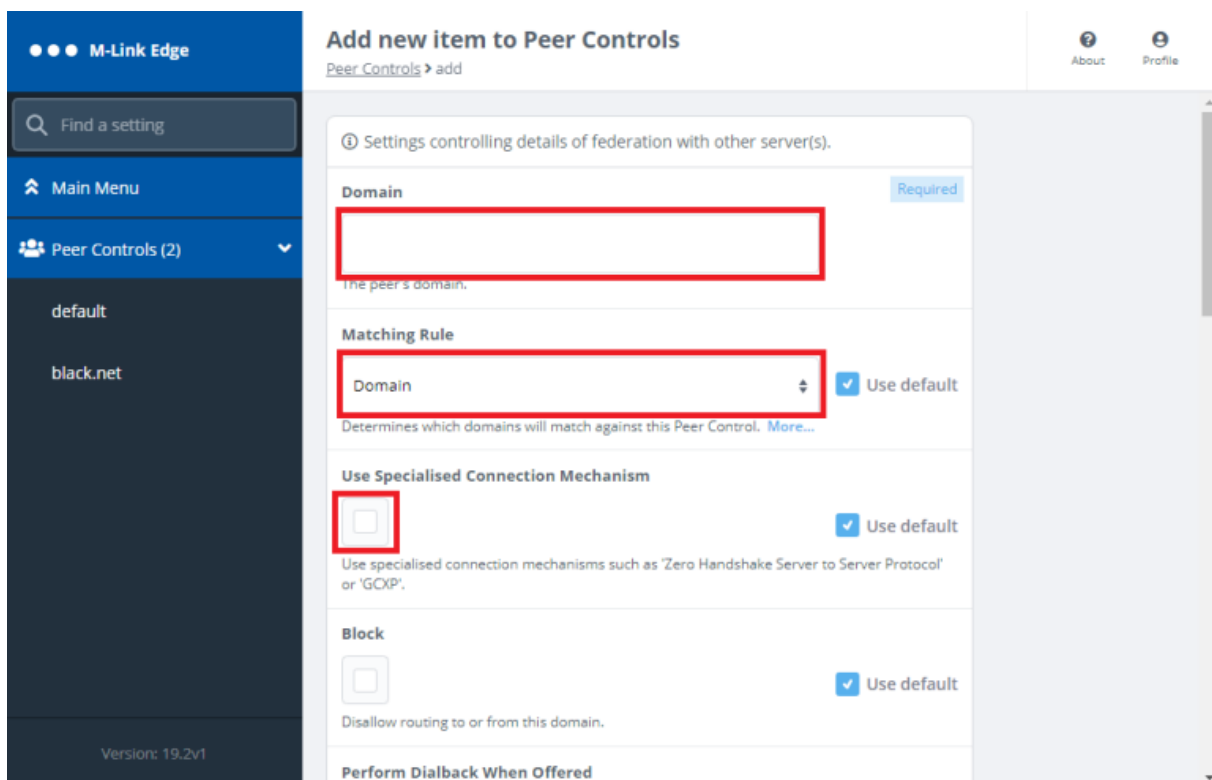 M-Link Edge
Add new item to Peer Controls
Peer Controls > add
About
Profile
Find a setting
Main Menu
Peer Controls (2)
default
black.net
Version: 19.2v1
Settings controlling details of federation with other server(s).
Domain
Required
The peer's domain.
Matching Rule
Domain
Use default
Determines which domains will match against this Peer Control. More...
Use Specialised Connection Mechanism
Use default
Use specialised connection mechanisms such as 'Zero Handshake Server to Server Protocol'
or 'GCXP'.
Block
Use default
Disallow routing to or from this domain.
Perform Dialback When Offered